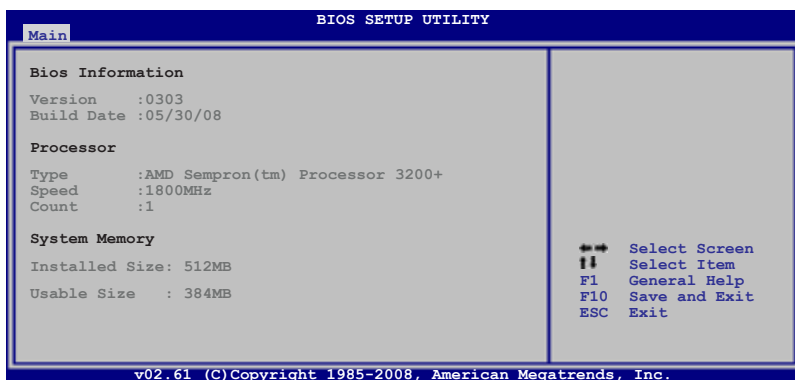 BIOS SETUP UTILITY
Main
Bios Information
Version :0303
Build Date :05/30/08
Processor
Type :AMD Sempron(tm) Processor 3200+
Speed :1800MHz
Count :1
System Memory
Installed Size: 512MB
Usable Size : 384MB
←→ Select Screen
↑↓ Select Item
F1 General Help
F10 Save and Exit
ESC Exit
v02.61 (C)Copyright 1985-2008, American Megatrends, Inc.